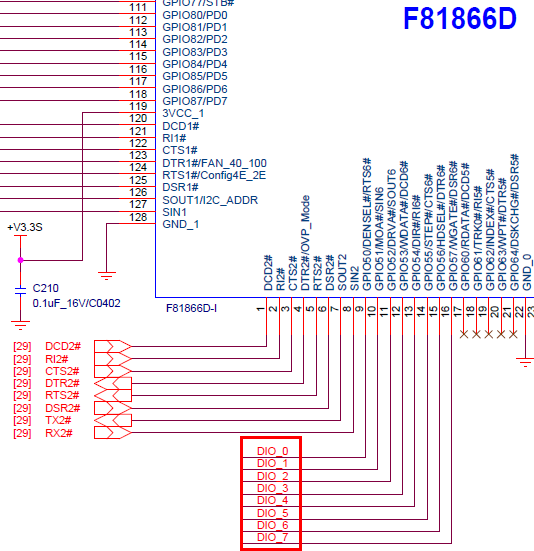 F81866D
111 GPIO77/STB#
112 GPIO80/PD0
113 GPIO81/PD1
114 GPIO82/PD2
115 GPIO83/PD3
116 GPIO84/PD4
117 GPIO85/PD5
118 GPIO86/PD6
119 GPIO87/PD7
120 3VCC_1
121 DCD1#
122 RI1#
123 CTS1#
124 DTR1#/FAN_40_100
125 RTS1#/Config4E_2E
126 DSR1#
127 SOUT1/I2C_ADDR
128 SIN1
GND_1
+V3.3S
C210
0.1uF_16V/C0402
F81866D-I
DCD2#
RI2#
CTS2#
DTR2#/OVP_Mode
RTS2#
DSR2#
SOUT2
SIN2
GPIO50/DENSEL#/RTS6#
GPIO51/MOA#/SIN6
GPIO52/DRVA#/SOUT6
GPIO53/WDATA#/DCD6#
GPIO54/DIR#/RI6#
GPIO55/STEP#/CTS6#
GPIO56/HDSEL#/DTR6#
GPIO57/WGATE#/DSR6#
GPIO60/RDATA#/DCD5#
GPIO61/TRK0#/RI5#
GPIO62/INDEX#/CTS5#
GPIO63/WPT#/DTR5#
GPIO64/DSKCHG#/DSR5#
GND_0
1 2 3 4 5 6 7 8 9 10 11 12 13 14 15 16 17 18 19 20 21 22 23
[29] DCD2#
[29] RI2#
[29] CTS2#
[29] DTR2#
[29] RTS2#
[29] DSR2#
[29] TX2#
[29] RX2#
DIO_0
DIO_1
DIO_2
DIO_3
DIO_4
DIO_5
DIO_6
DIO_7